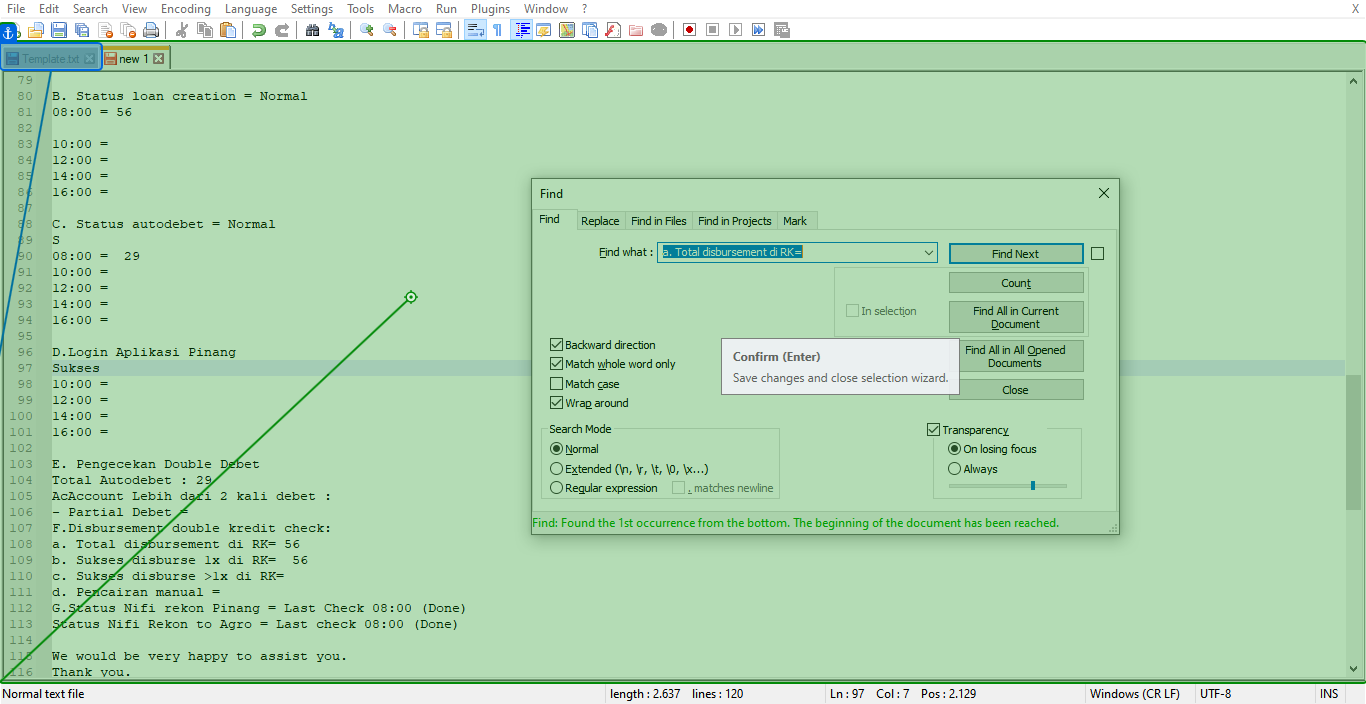 File Edit Search View Encoding Language Settings Tools Macro Run Plugins Window ? X
Template.txt new 1
79
80 B. Status loan creation = Normal
81 08:00 = 56
82
83 10:00 =
84 12:00 =
85 14:00 =
86 16:00 =
87
88 C. Status autodebet = Normal
89 S
90 08:00 = 29
91 10:00 =
92 12:00 =
93 14:00 =
94 16:00 =
95
96 D.Login Aplikasi Pinang
97 Sukses
98 10:00 =
99 12:00 =
100 14:00 =
101 16:00 =
102
103 E. Pengecekan Double Debet
104 Total Autodebet : 29
105 AcAccount Lebih dari 2 kali debet :
106 - Partial Debet =
107 F.Disbursement double kredit check:
108 a. Total disbursement di RK= 56
109 b. Sukses disburse 1x di RK= 56
110 c. Sukses disburse >1x di RK=
111 d. Pencairan manual =
112 G.Status Nifi rekon Pinang = Last Check 08:00 (Done)
113 Status Nifi Rekon to Agro = Last check 08:00 (Done)
114
115 We would be very happy to assist you.
116 Thank you.
Find
Find Replace Find in Files Find in Projects Mark
Find what : a. Total disbursement di RK= Find Next
Count
In selection Find All in Current Document
Backward direction
Match whole word only
Match case
Wrap around
Confirm (Enter)
Save changes and close selection wizard.
Find All in All Opened Documents
Close
Search Mode
Normal
Extended (\n, \r, \t, \0, \x...)
Regular expression . matches newline
Transparency
On losing focus
Always
Find: Found the 1st occurrence from the bottom. The beginning of the document has been reached.
Normal text file length : 2.637 lines : 120 Ln : 97 Col : 7 Pos : 2.129 Windows (CR LF) UTF-8 INS